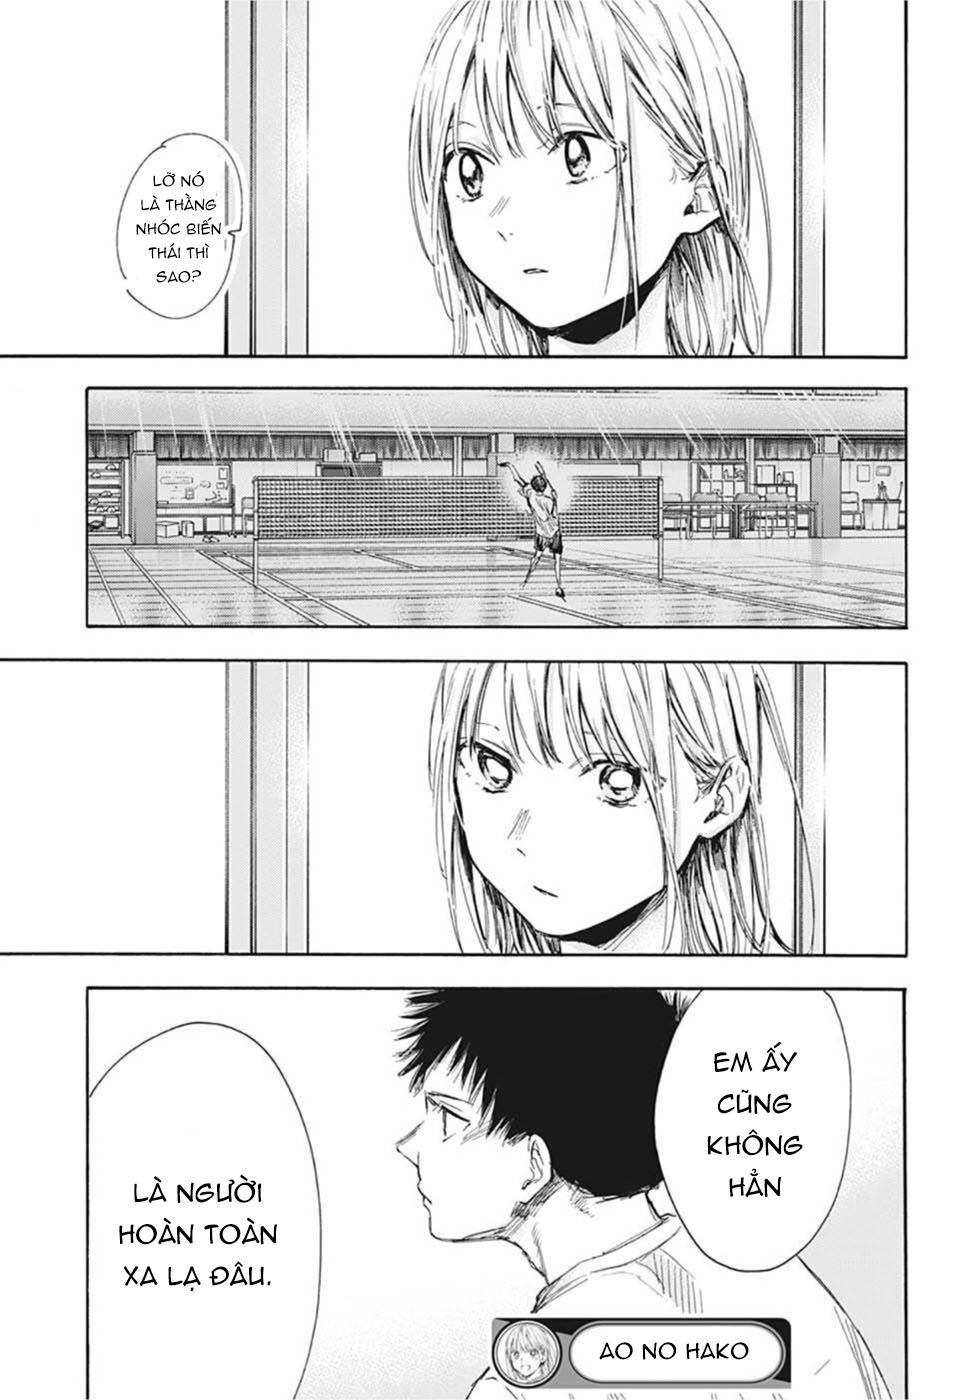 LỠ NÓ
LÀ THẰNG
NHÓC BIẾN
THÁI THÌ
SAO?
EM ẤY
CŨNG
KHÔNG
HẲN
LÀ NGƯỜI
HOÀN TOÀN
XA LẠ ĐÂU.
AO NO HAKO